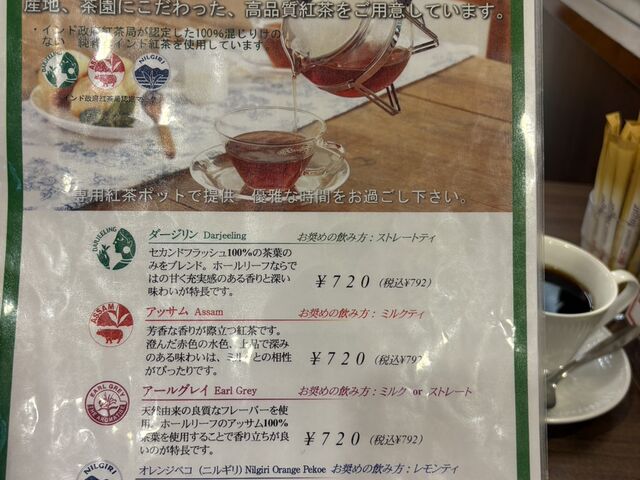 産地、茶園にこだわった、高品質紅茶をご用意しています。
・インド政府紅茶局が認定した100%混じりけの
ない 純粋インド紅茶を使用しています。
NILGIRI
インド政府紅茶局認定マーク
専用紅茶ポットで提供 優雅な時間をお過ごし下さい。
DARJEELING
ダージリン Darjeeling お奨めの飲み方：ストレートティ
セカンドフラッシュ100%の茶葉の
みをブレンド。ホールリーフならで
はの甘く充実感のある香りと深い
味わいが特長です。
￥720 (税込¥792)
ASSAM
アッサム Assam お奨めの飲み方：ミルクティ
芳香な香りが際立つ紅茶です。
澄んだ赤色の水色、上品で深み
のある味わいは、ミルクとの相性
がぴったりです。
￥720 (税込¥792)
EARL GREY
アールグレイ Earl Grey お奨めの飲み方：ミルク or ストレート
天然由来の良質なフレーバーを使
用。ホールリーフのアッサム100%
茶葉を使用することで香り立ちが良
いのが特長です。
￥720 (税込¥792)
NILGIRI
オレンジペコ (ニルギリ) Nilgiri Orange Pekoe お奨めの飲み方：レモンティ